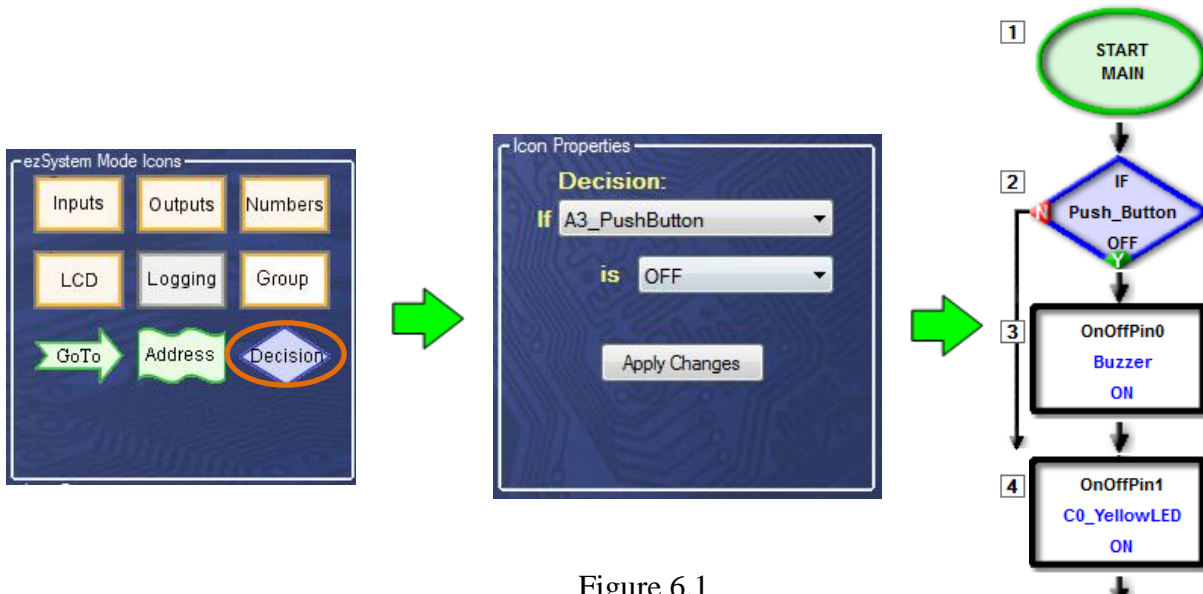 ezSystem Mode Icons
Inputs Outputs Numbers
LCD Logging Group
GoTo Address Decision
Icon Properties
Decision:
If A3_PushButton
is OFF
Apply Changes
1
START
MAIN
2
IF
Push_Button
OFF
N
Y
3
OnOffPin0
Buzzer
ON
4
OnOffPin1
C0_YellowLED
ON
Figure 6.1